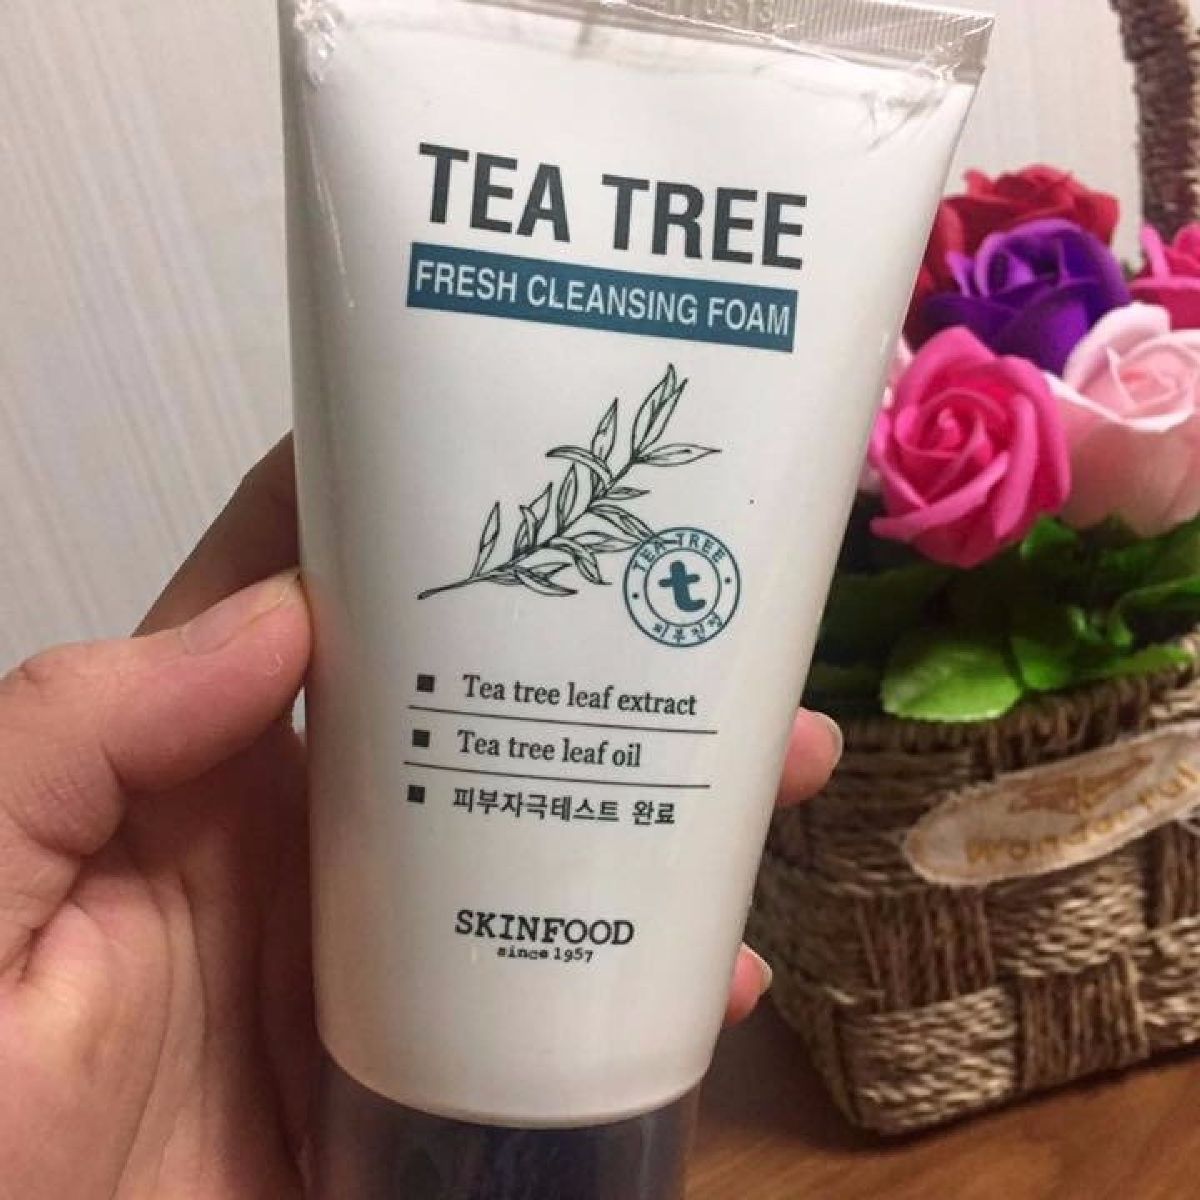 TEA TREE
FRESH CLEANSING FOAM
TEA TREE
t
Tea tree leaf extract
Tea tree leaf oil
피부자극테스트 완료
SKINFOOD
since 1957